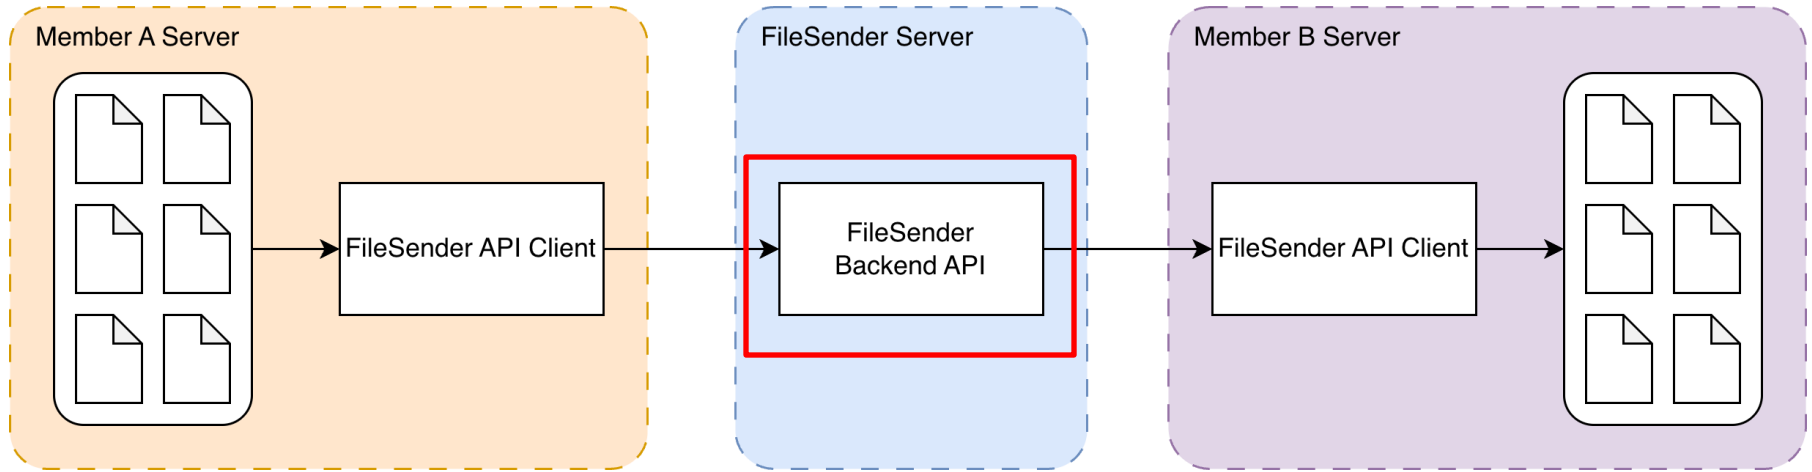 Member A Server
FileSender Server
Member B Server
FileSender API Client
FileSender
Backend API
FileSender API Client